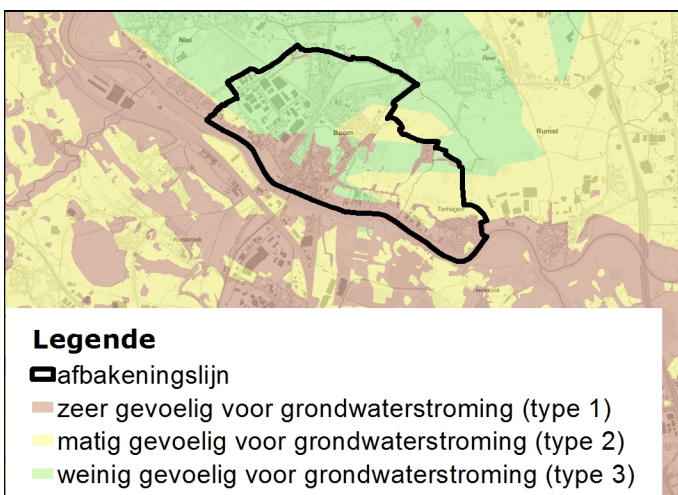 Niel
Reet
Boom
Rumst
Terhagen
Heindonk
Legende
afbakeningslijn
zeer gevoelig voor grondwaterstroming (type 1)
matig gevoelig voor grondwaterstroming (type 2)
weinig gevoelig voor grondwaterstroming (type 3)